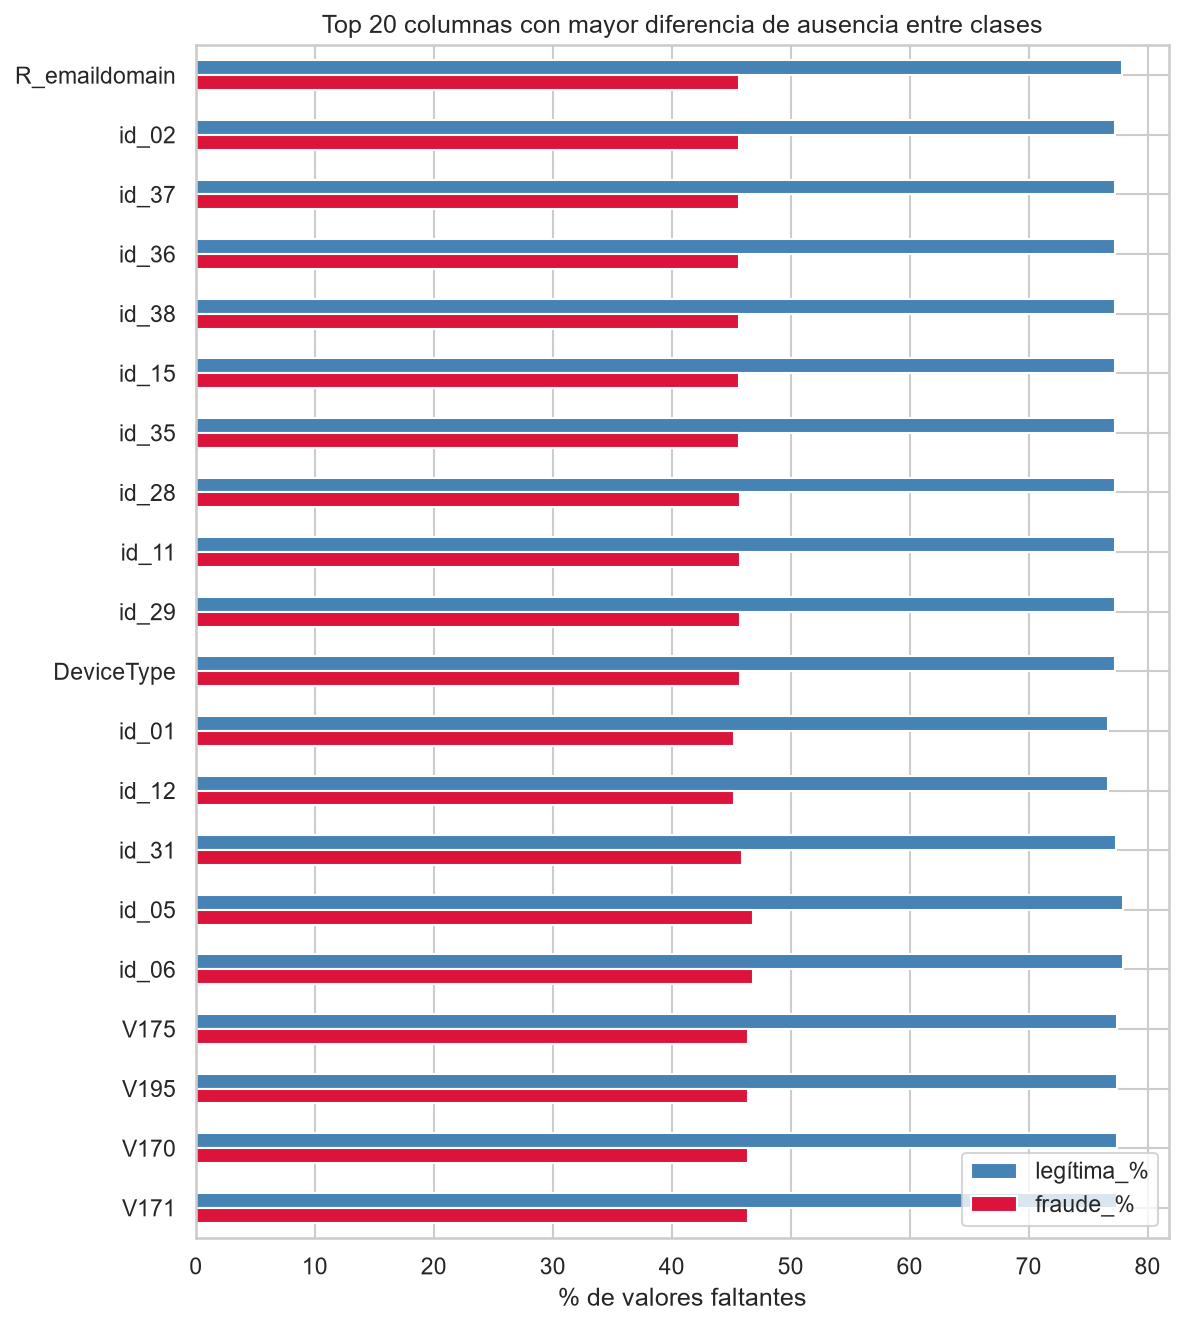 Top 20 columnas con mayor diferencia de ausencia entre clases
R_emaildomain
id_02
id_37
id_36
id_38
id_15
id_35
id_28
id_11
id_29
DeviceType
id_01
id_12
id_31
id_05
id_06
V175
V195
V170
V171
legítima_%
fraude_%
0 10 20 30 40 50 60 70 80
% de valores faltantes